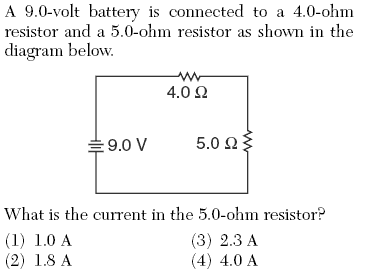 A 9.0-volt battery is connected to a 4.0-ohm
resistor and a 5.0-ohm resistor as shown in the
diagram below.
4.0 Ω
9.0 V
5.0 Ω
What is the current in the 5.0-ohm resistor?
(1) 1.0 A
(2) 1.8 A
(3) 2.3 A
(4) 4.0 A